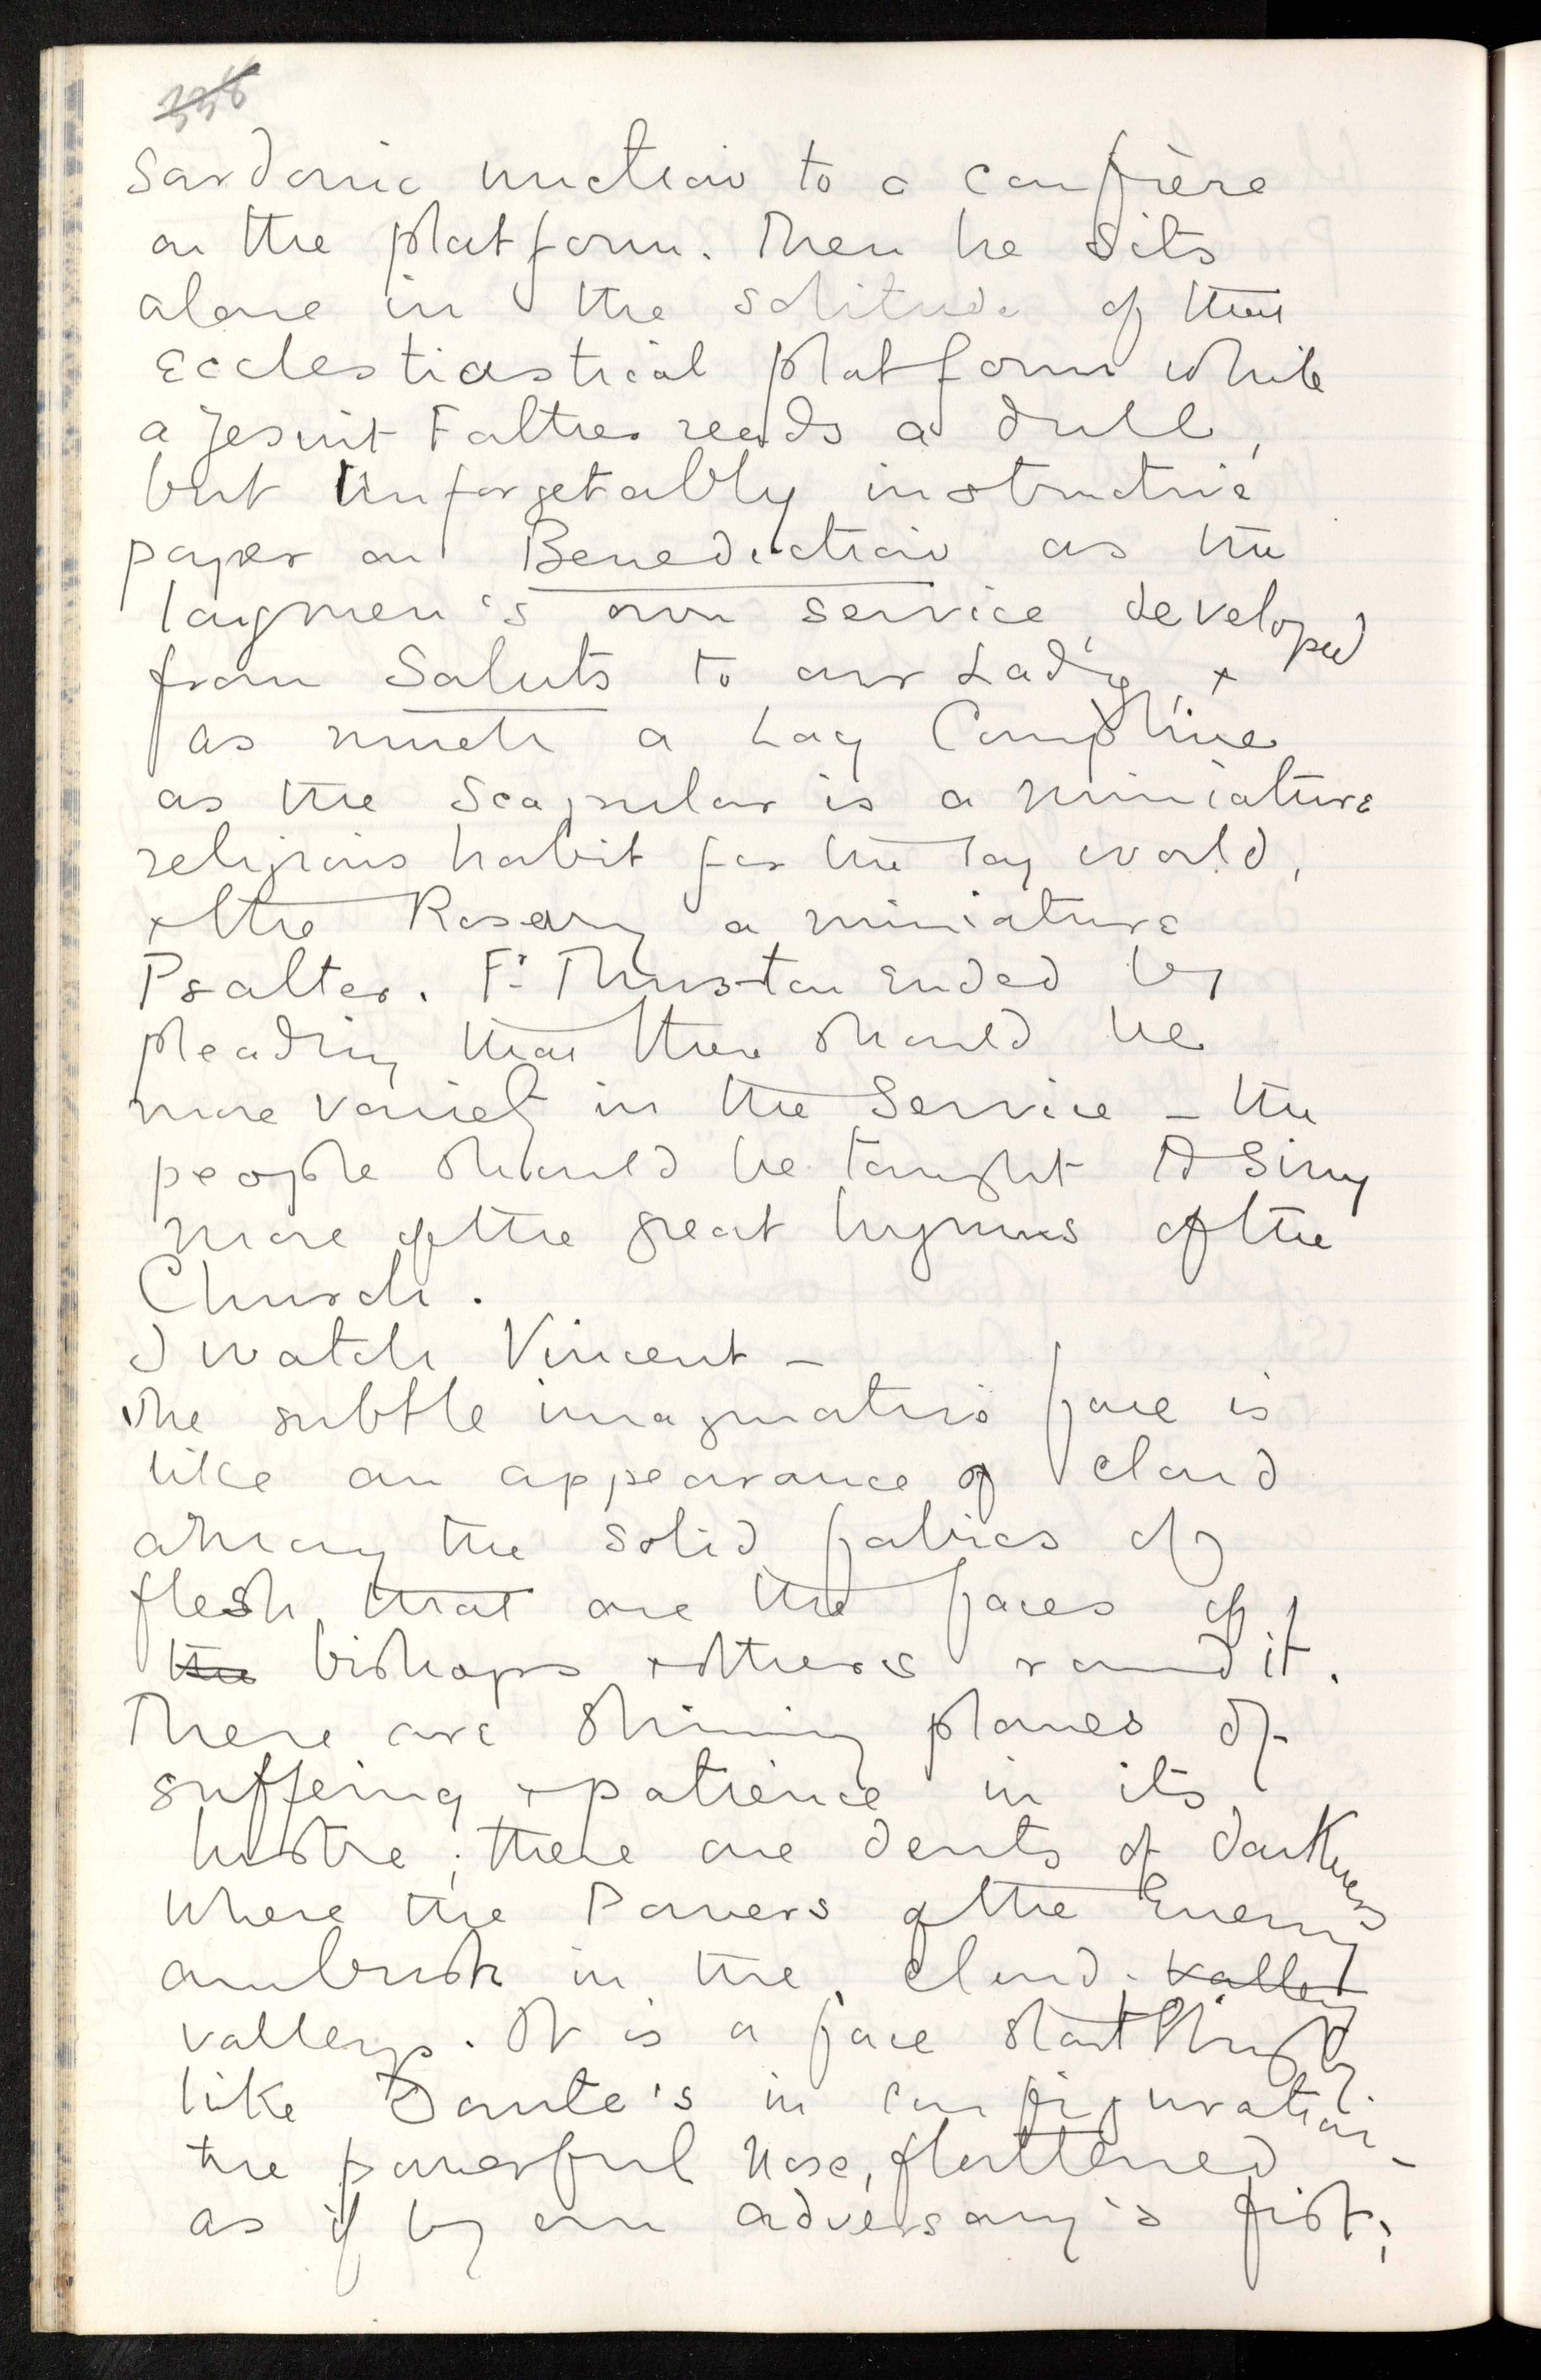 336
Sardonic unction to a confrère
on the platform. Then he sits
alone in the solitude of that
Ecclestiastical platform while
a Jesuit Father reads a dull,
but unforgetably instructive
paper on Benediction as the
laymen's own service, developed
from Saluts to our Lady, +
as much a Lay Compline
as the Scapular is a miniature
religious habit for the lay world,
+ the Rosary a miniature
Psalter. Fr Thurston ended by
pleading that there should be
more variety in the Service – the
people should be taught to sing
more of the great hymns of the
Church.
I watch Vincent –
The subtle imaginative face is
like an appearance of cloud
among the solid fabrics of
flesh that are the faces of
the bishops + others round it.
There are shining planes of
suffering + patience in its
lustre; there are dents of darkness
where the Powers of the Enemy
ambush in the cloud. valley
valleys. It is a face startlingly
like Dante's in configuration –
the powerful nose, flattened
as if by an adversary's fist;